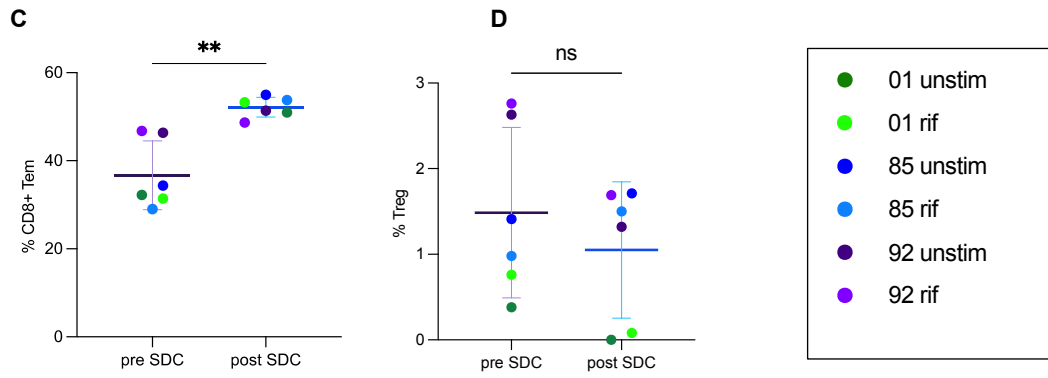 C
**
60
40
20
0
% CD8+ Tem
pre SDC
post SDC
D
ns
3
2
1
0
% Treg
pre SDC
post SDC
01 unstim
01 rif
85 unstim
85 rif
92 unstim
92 rif